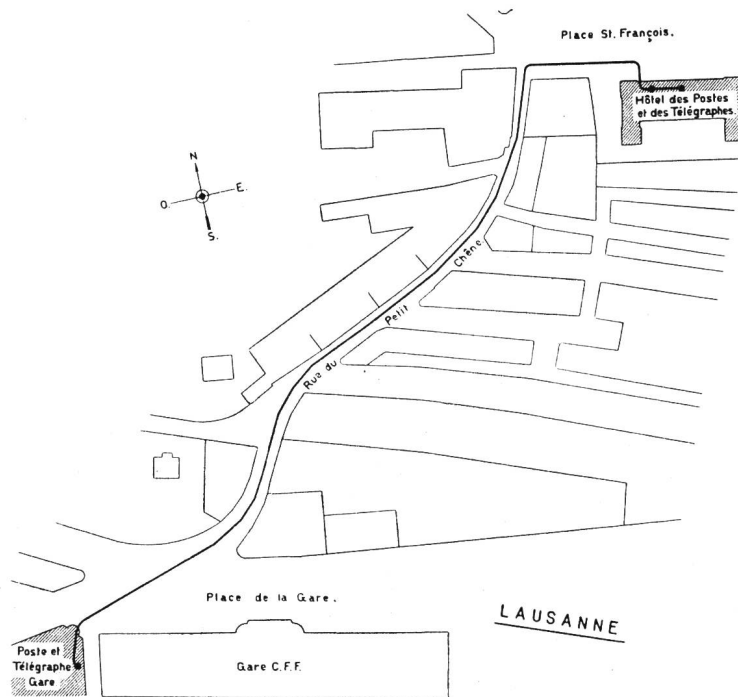 Place St. François.
Hôtel des Postes
et des Télégraphes.
N
O.
E.
S.
Rue du Petit Chêne
Place de la Gare.
LAUSANNE
Poste et
Télégraphe
Gare
Gare C.F.F.